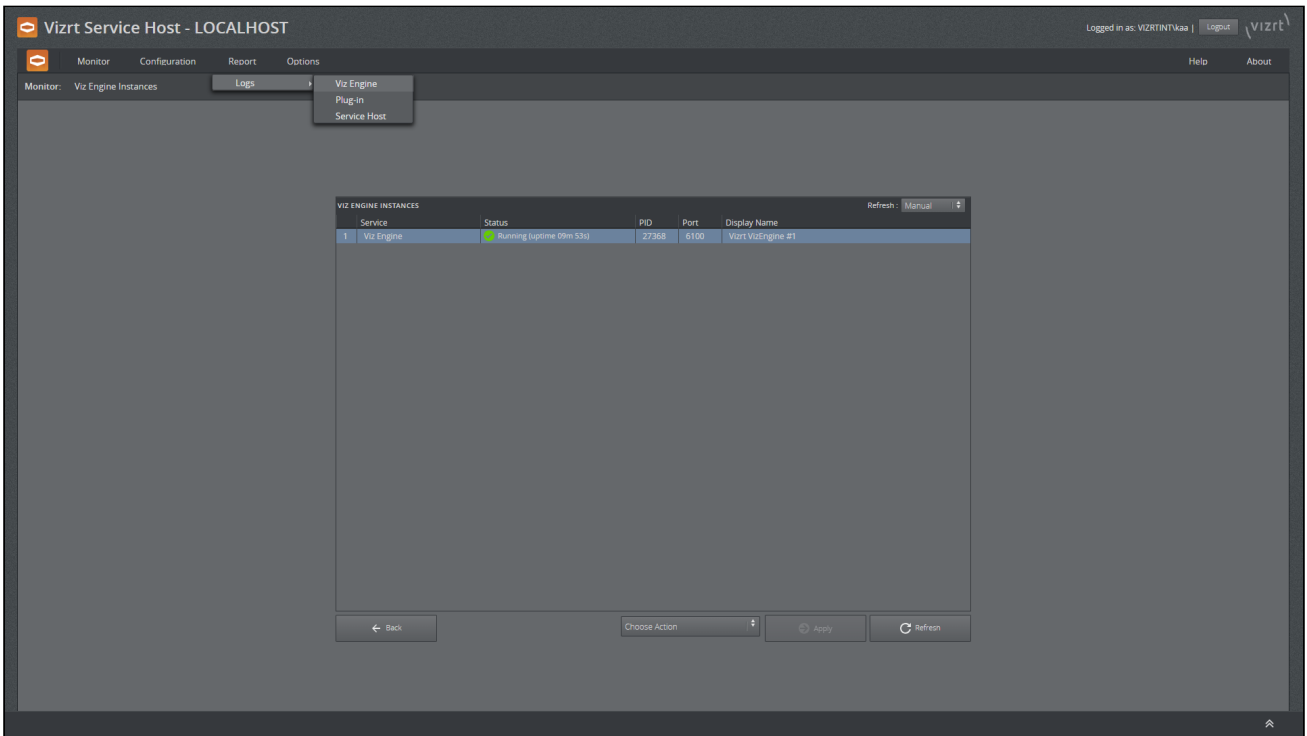 Vizrt Service Host - LOCALHOST
Logged in as: VIZRTINT\kaa | Logout vizrt
Monitor Configuration Report Options Help About
Monitor: Viz Engine Instances
Logs Viz Engine
Plug-in
Service Host
VIZ ENGINE INSTANCES Refresh : Manual
Service Status PID Port Display Name
1 Viz Engine Running (uptime 09m 53s) 27368 6100 Vizrt VizEngine #1
Back Choose Action Apply Refresh